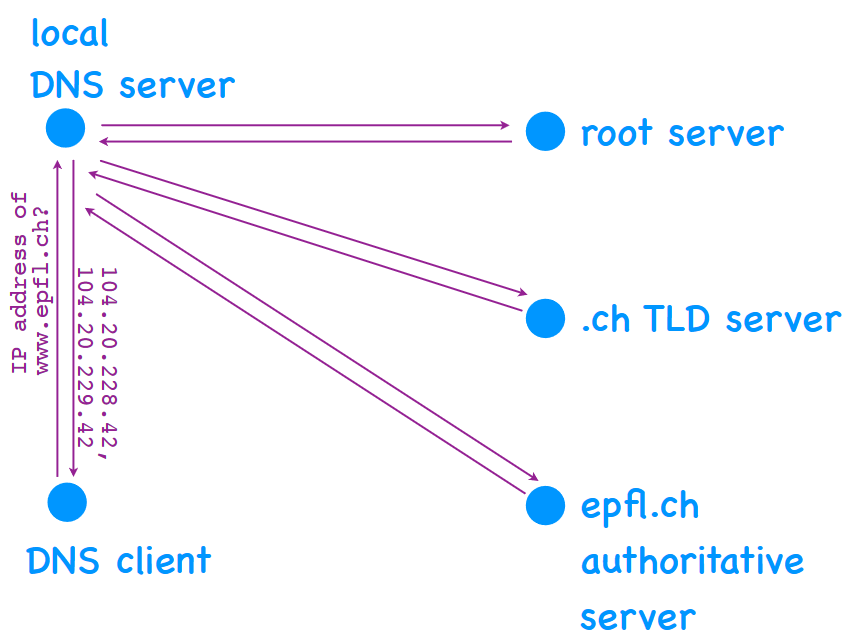 local
DNS server
root server
IP address of
www.epfl.ch?
104.20.228.42,
104.20.229.42
.ch TLD server
epfl.ch
authoritative
server
DNS client